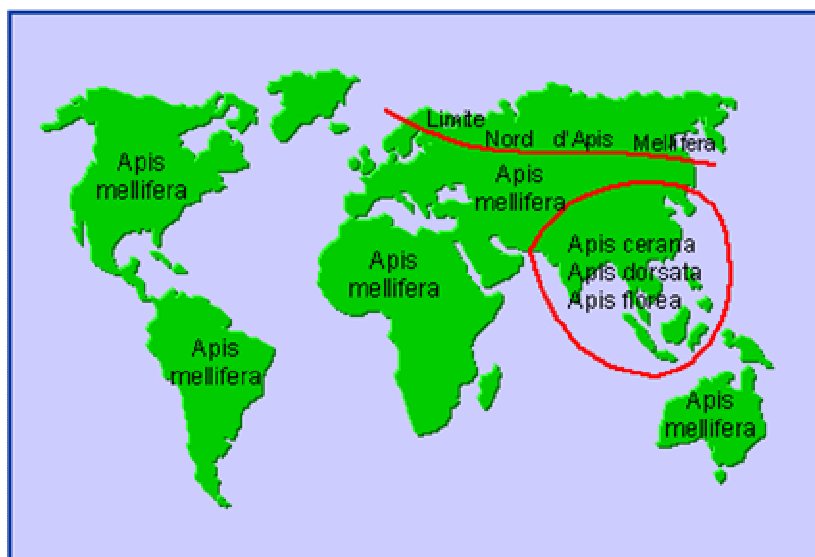 Limite Nord d'Apis Mellifera
Apis
mellifera
Apis
mellifera
Apis
mellifera
Apis cerana
Apis dorsata
Apis florea
Apis
mellifera
Apis
mellifera